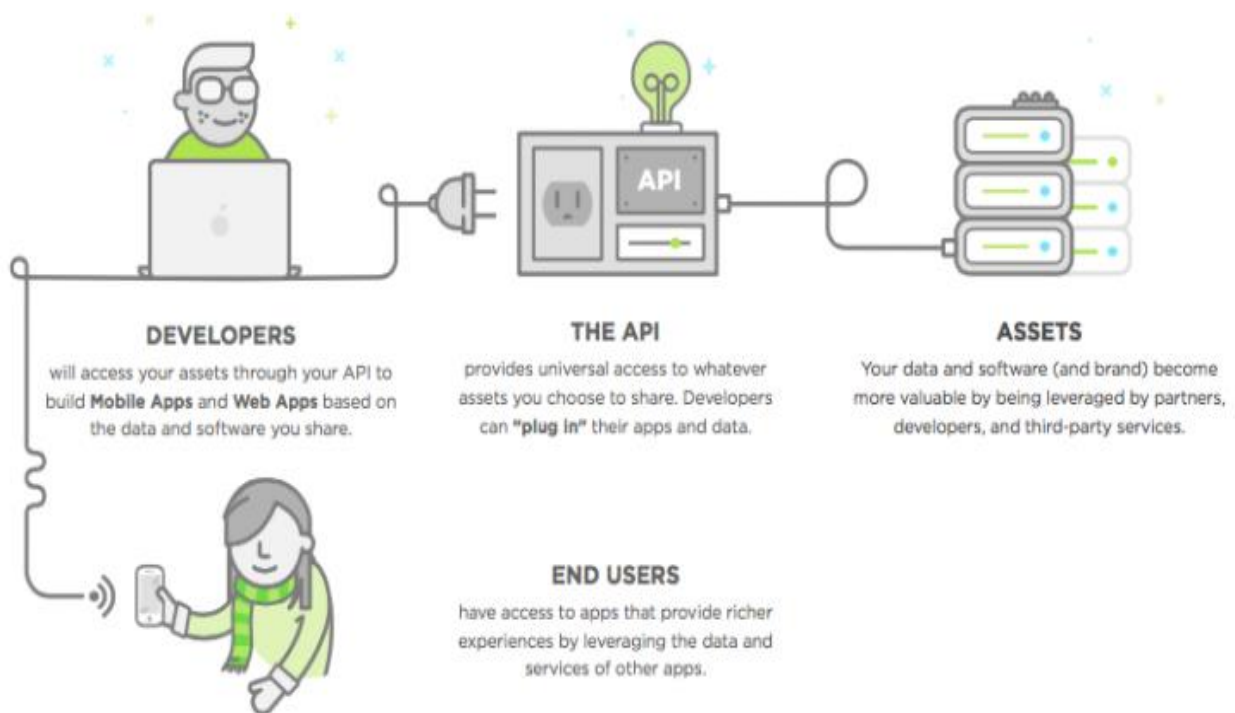 API
DEVELOPERS
will access your assets through your API to
build Mobile Apps and Web Apps based on
the data and software you share.
THE API
provides universal access to whatever
assets you choose to share. Developers
can "plug in" their apps and data.
ASSETS
Your data and software (and brand) become
more valuable by being leveraged by partners,
developers, and third-party services.
END USERS
have access to apps that provide richer
experiences by leveraging the data and
services of other apps.